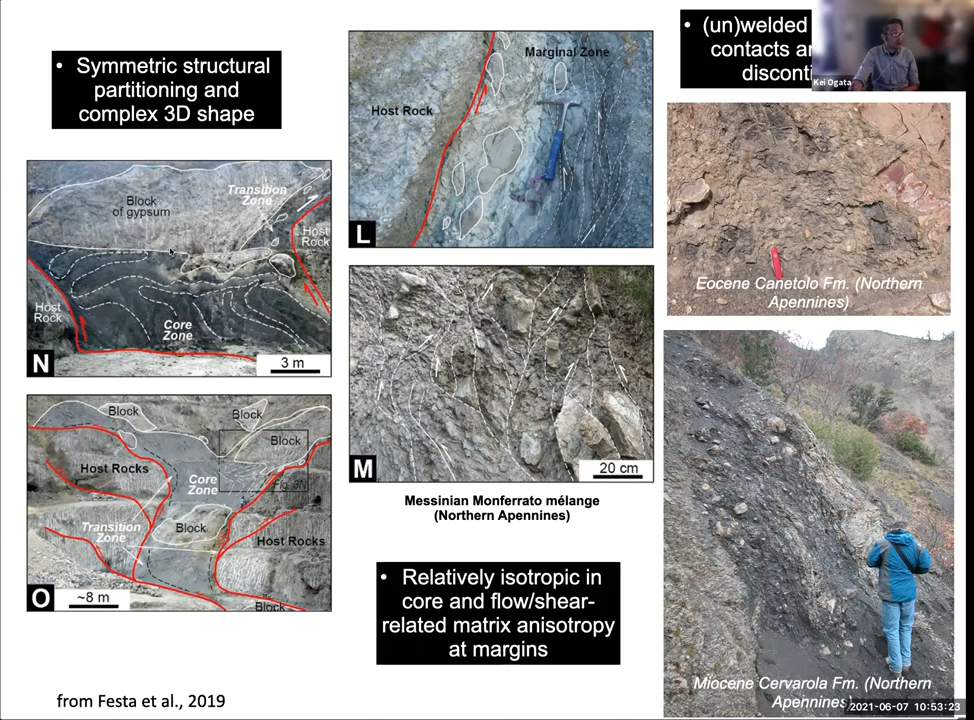 • Symmetric structural
partitioning and
complex 3D shape
Block
of gypsum
Transition
Zone
Host
Rock
Host
Rock
Core
Zone
N
3 m
Block
Block
Block
Host Rocks
Core
Zone
Transition
Zone
Block
Host Rocks
O
~8 m
Block
Marginal Zone
Host Rock
L
M
20 cm
Messinian Monferrato mélange
(Northern Apennines)
• Relatively isotropic in
core and flow/shear-
related matrix anisotropy
at margins
• (un)welded
contacts
disconti
Kei Ogata
Eocene Canetolo Fm. (Northern
Apennines)
Miocene Cervarola Fm. (Northern
Apennines)
2021-06-07 10:53:23
from Festa et al., 2019